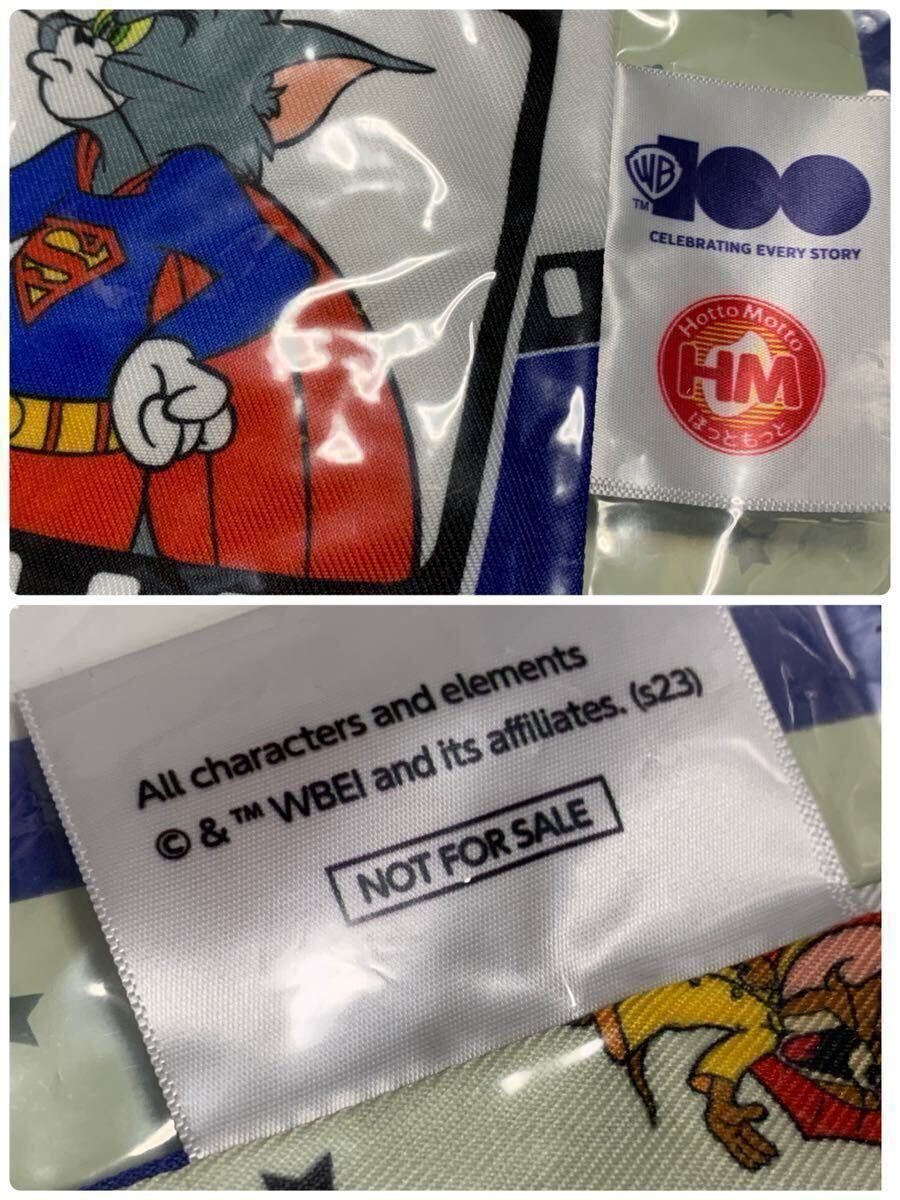 S
WB
100
TM
CELEBRATING EVERY STORY
Hotto Motto
HM
ほっともっと
All characters and elements
© & ™ WBEI and its affiliates. (s23)
NOT FOR SALE